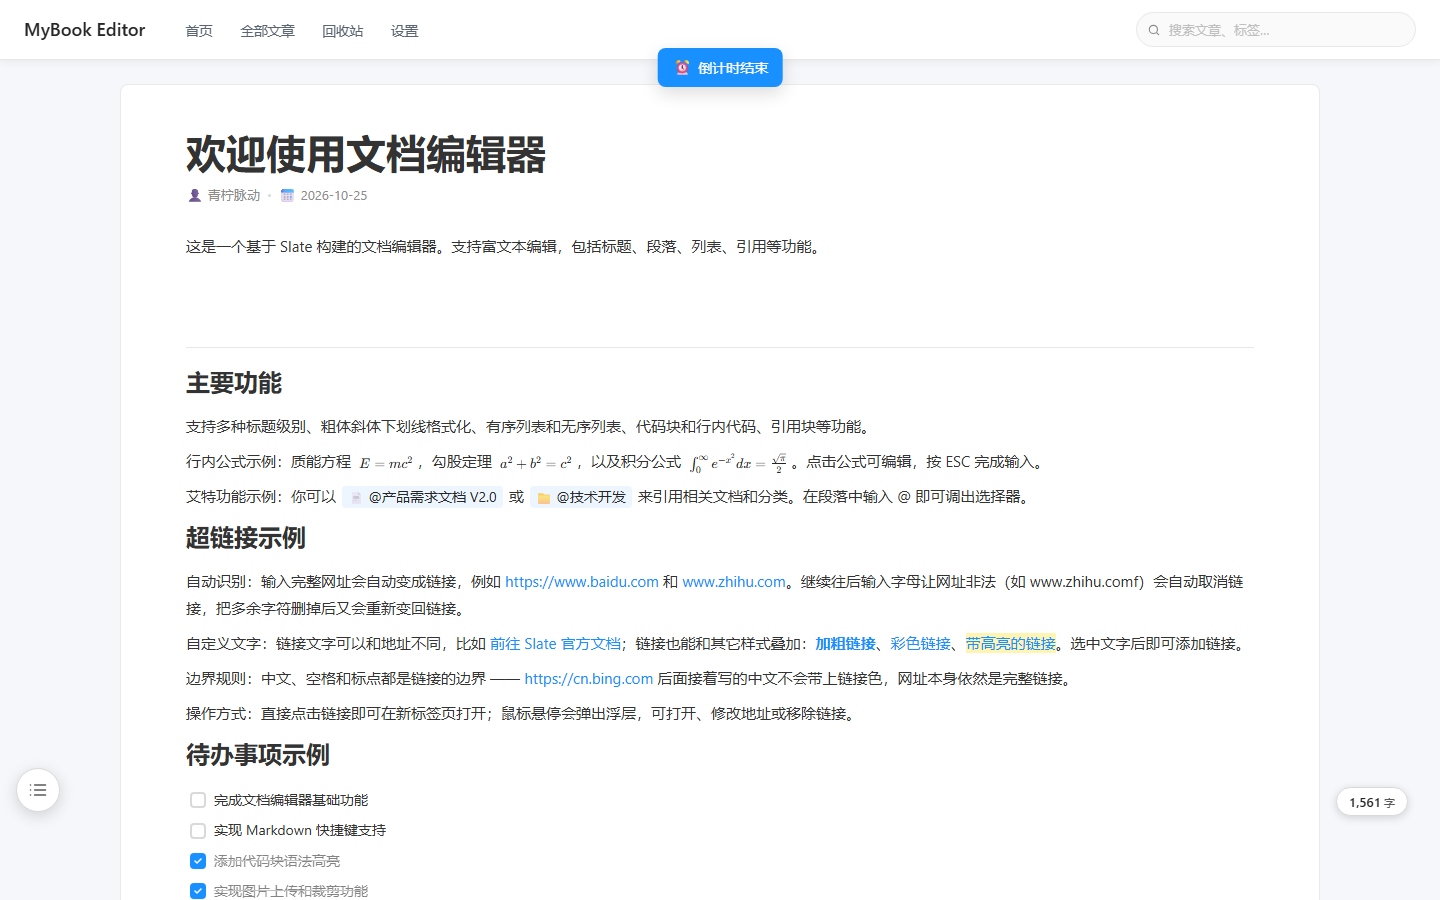 MyBook Editor 首页 全部文章 回收站 设置 搜索文章、标签...
倒计时结束
欢迎使用文档编辑器
青柠脉动 • 2026-10-25
这是一个基于 Slate 构建的文档编辑器。支持富文本编辑，包括标题、段落、列表、引用等功能。
主要功能
支持多种标题级别、粗体斜体下划线格式化、有序列表和无序列表、代码块和行内代码、引用块等功能。
行内公式示例：质能方程 E = mc²，勾股定理 a² + b² = c²，以及积分公式 ∫₀^∞ e^{-x²} dx = √π/2。点击公式可编辑，按 ESC 完成输入。
艾特功能示例：你可以 @产品需求文档 V2.0 或 @技术开发 来引用相关文档和分类。在段落中输入 @ 即可调出选择器。
超链接示例
自动识别：输入完整网址会自动变成链接，例如 https://www.baidu.com 和 www.zhihu.com。继续往后输入字母让网址非法（如 www.zhihu.comf）会自动取消链
接，把多余字符删掉后又会重新变回链接。
自定义文字：链接文字可以和地址不同，比如 前往 Slate 官方文档；链接也能和其它样式叠加：加粗链接、彩色链接、带高亮的链接。选中文字后即可添加链接。
边界规则：中文、空格和标点都是链接的边界 —— https://cn.bing.com 后面接着写的中文不会带上链接色，网址本身依然是完整链接。
操作方式：直接点击链接即可在新标签页打开；鼠标悬停会弹出浮层，可打开、修改地址或移除链接。
待办事项示例
完成文档编辑器基础功能
实现 Markdown 快捷键支持
添加代码块语法高亮
实现图片上传和裁剪功能
1,561 字